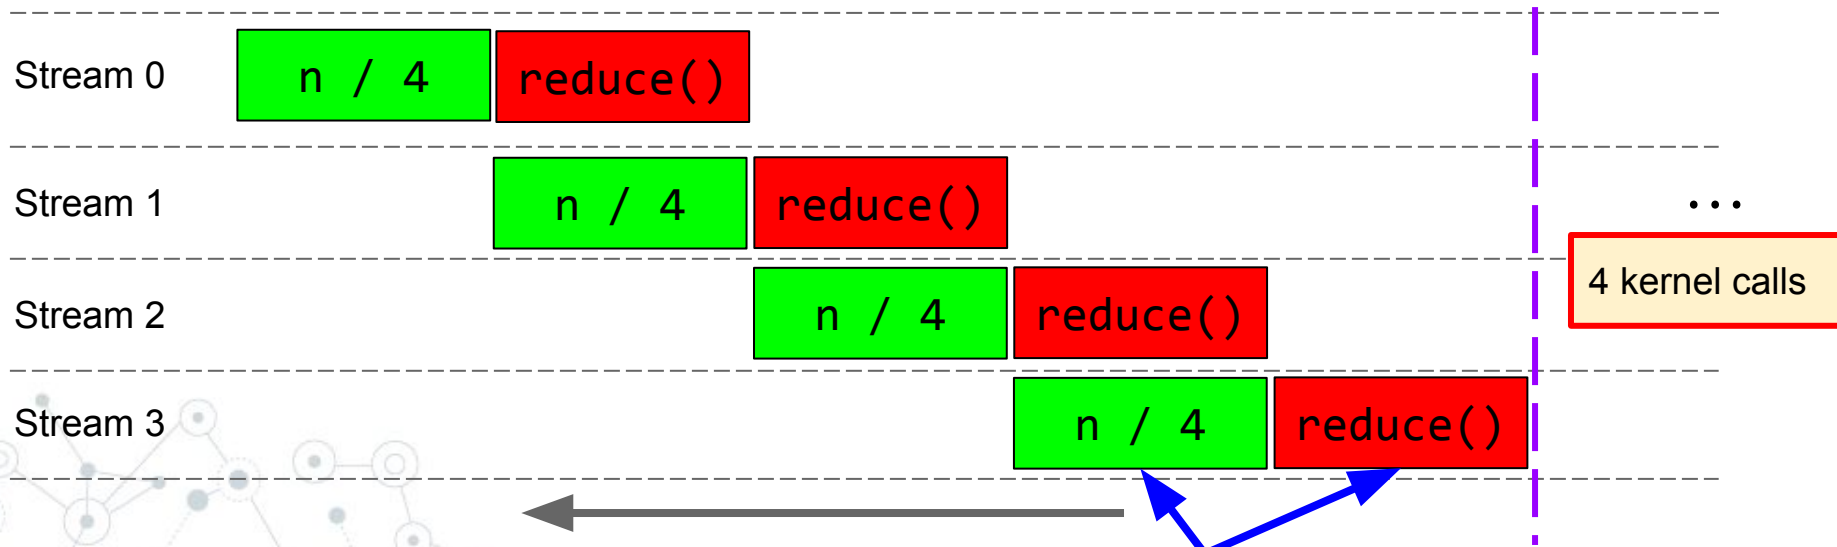 Stream 0 n / 4 reduce()
Stream 1 n / 4 reduce() ...
4 kernel calls
Stream 2 n / 4 reduce()
Stream 3 n / 4 reduce()